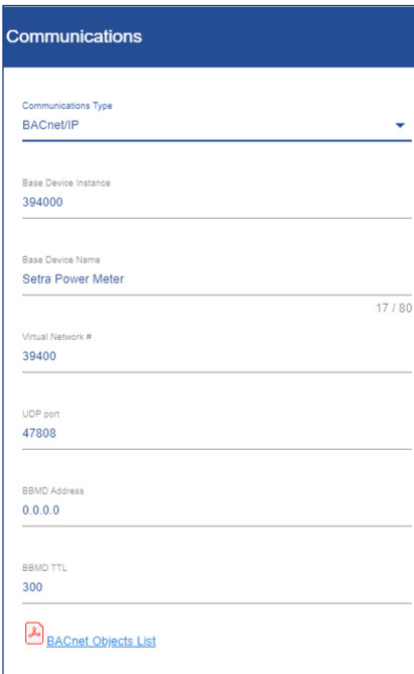 Communications
Communications Type
BACnet/IP
Base Device Instance
394000
Base Device Name
Setra Power Meter
17 / 80
Virtual Network #
39400
UDP port
47808
BBMD Address
0.0.0.0
BBMD TTL
300
BACnet Objects List